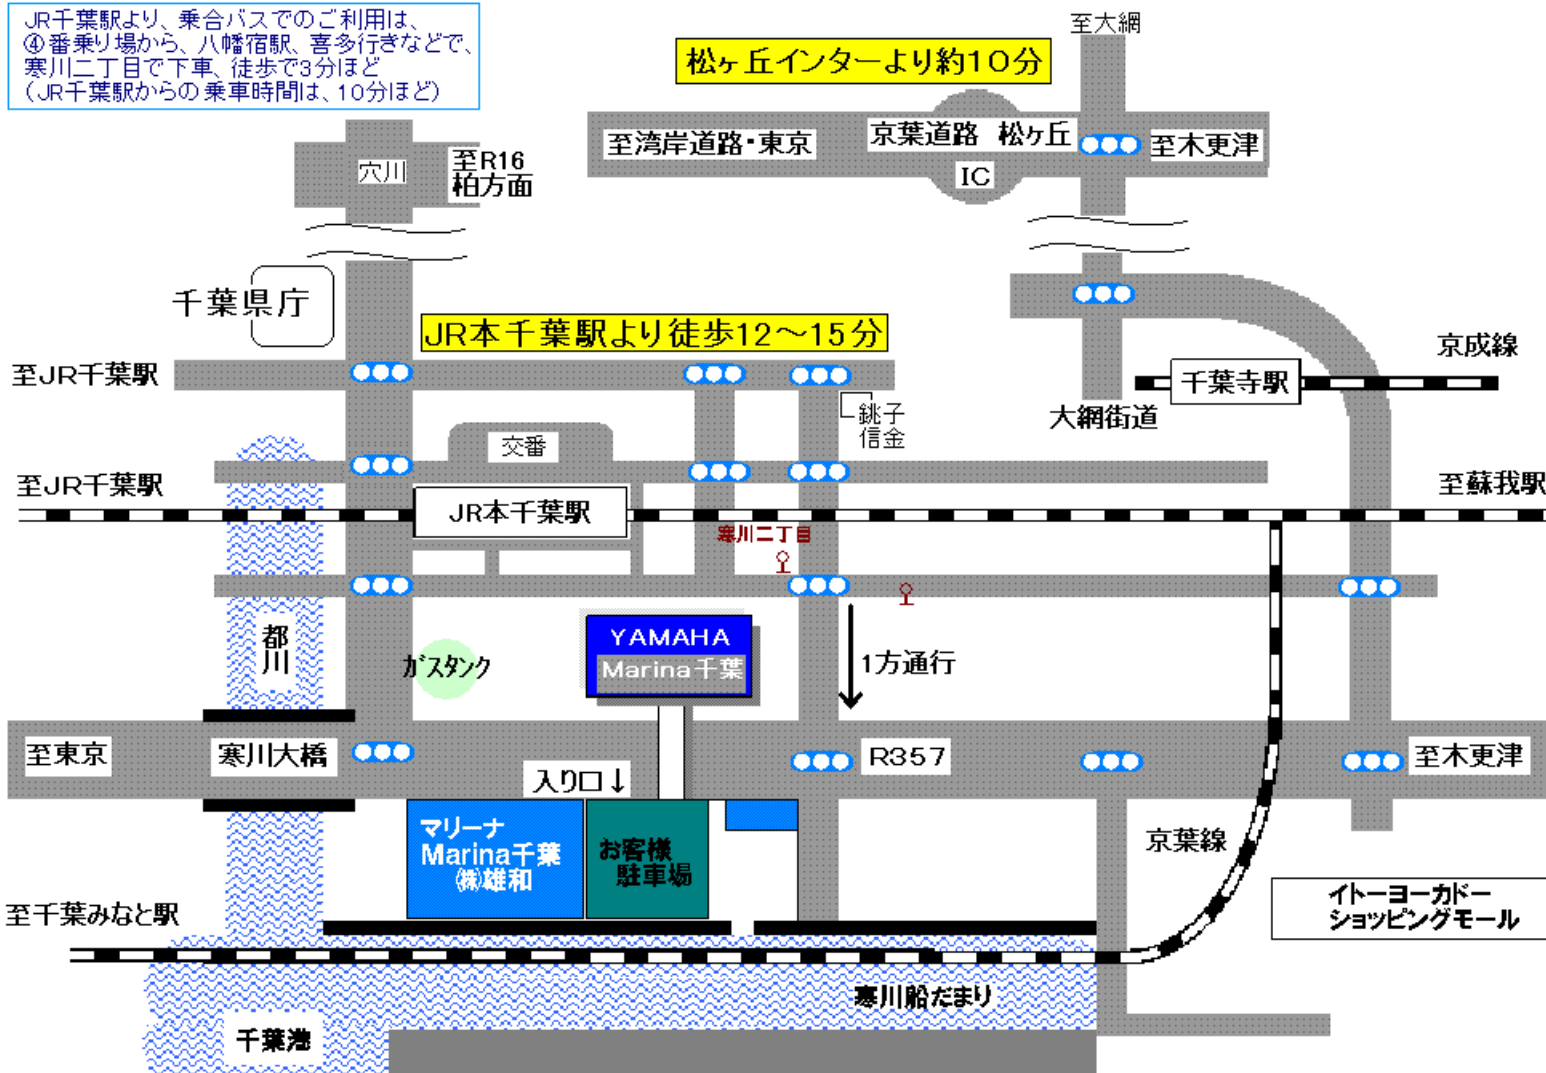 JR千葉駅より、乗合バスでのご利用は、
④番乗り場から、八幡宿駅、喜多行きなどで、
寒川二丁目で下車、徒歩で3分ほど
(JR千葉駅からの乗車時間は、10分ほど)
至大網
松ヶ丘インターより約10分
至湾岸道路・東京
京葉道路 松ヶ丘
IC
至木更津
穴川
至R16
柏方面
千葉県庁
JR本千葉駅より徒歩12～15分
京成線
至JR千葉駅
千葉寺駅
大網街道
銚子
信金
交番
至JR千葉駅
JR本千葉駅
至蘇我駅
寒川二丁目
都川
ガスタンク
YAMAHA
Marina千葉
1方通行
至東京
寒川大橋
R357
至木更津
入り口↓
マリーナ
Marina千葉
㈱雄和
お客様
駐車場
京葉線
至千葉みなと駅
イトーヨーカドー
ショッピングモール
寒川船だまり
千葉港